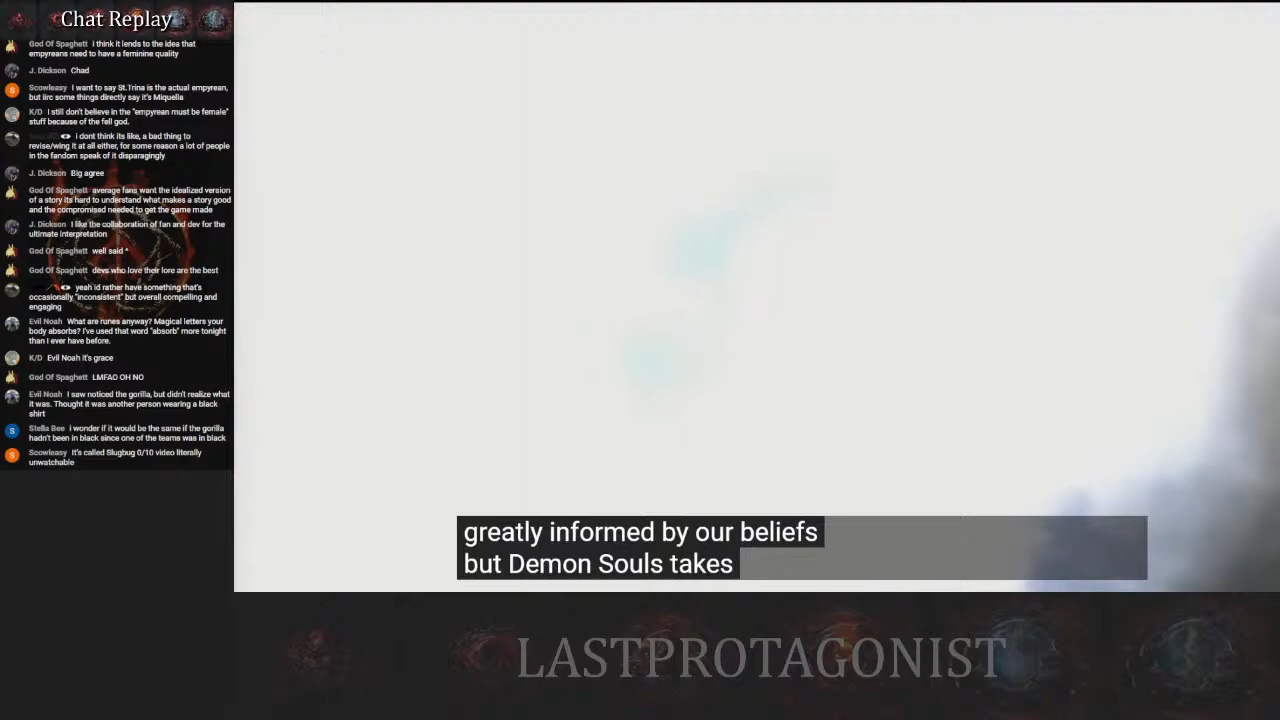 Chat Replay
God Of Spaghett i think it lends to the idea that
empyreans need to have a feminine quality
J. Dickson Chad
Scowleasy I want to say St.Trina is the actual empyrean,
but iirc some things directly say it's Miquella
K/D I still don't believe in the "empyrean must be female"
stuff because of the fell god.
i dont think its like, a bad thing to
revise/wing it at all either, for some reason a lot of people
in the fandom speak of it disparagingly
J. Dickson Big agree
God Of Spaghett average fans want the idealized version
of a story its hard to understand what makes a story good
and the compromised needed to get the game made
J. Dickson I like the collaboration of fan and dev for the
ultimate interpretation
God Of Spaghett well said ^
God Of Spaghett devs who love their lore are the best
yeah id rather have something that's
occasionally "inconsistent" but overall compelling and
engaging
Evil Noah What are runes anyway? Magical letters your
body absorbs? I've used that word "absorb" more tonight
than I ever have before.
K/D Evil Noah it's grace
God Of Spaghett LMFAO OH NO
Evil Noah I saw noticed the gorilla, but didn't realize what
it was. Thought it was another person wearing a black
shirt
Stella Bee i wonder if it would be the same if the gorilla
hadn't been in black since one of the teams was in black
Scowleasy It's called Slugbug 0/10 video literally
unwatchable
greatly informed by our beliefs
but Demon Souls takes
LASTPROTAGONIST